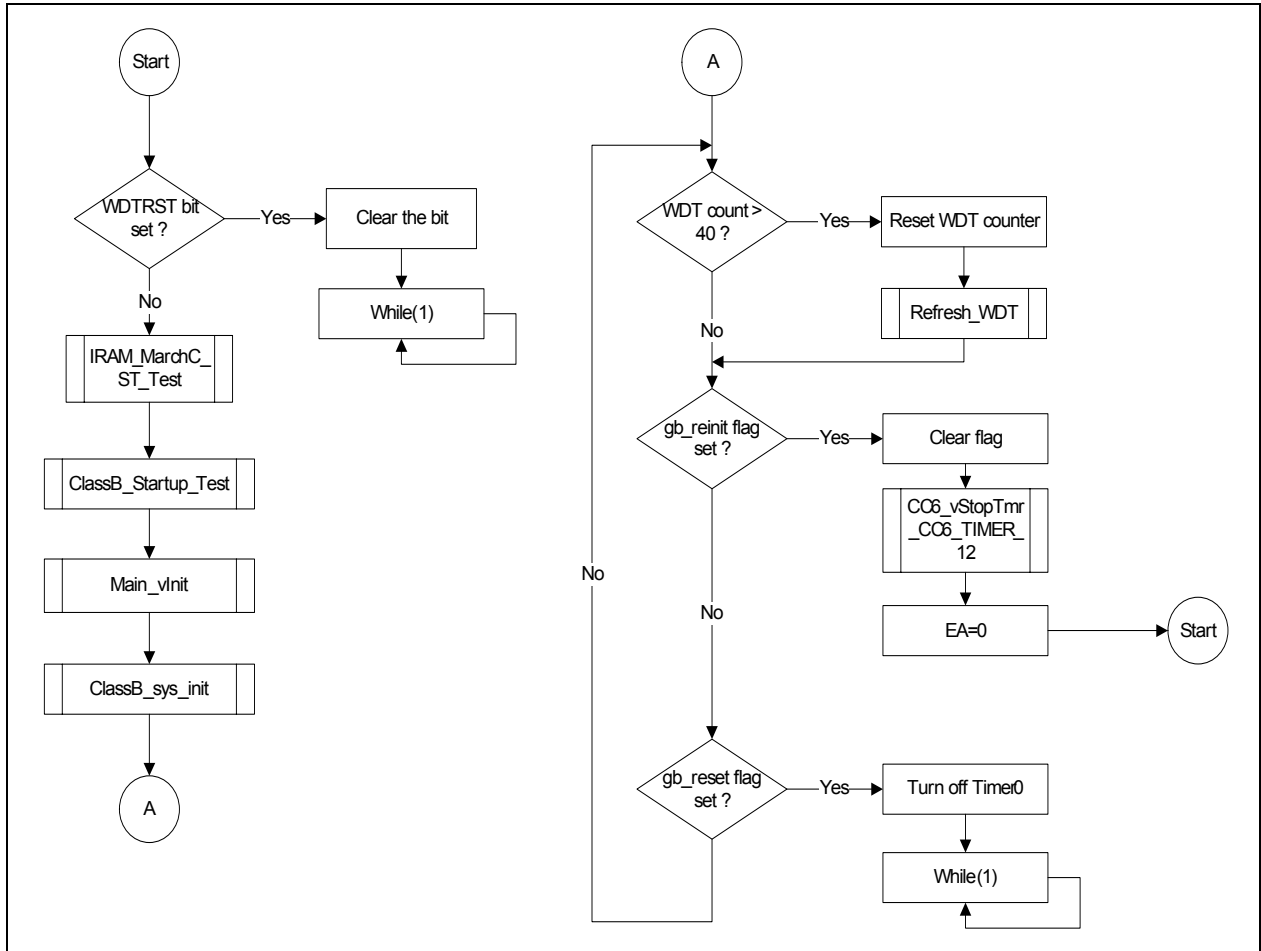 Start
WDTRST bit
set ?
Yes
Clear the bit
While(1)
No
IRAM_MarchC_
ST_Test
ClassB_Startup_Test
Main_vInit
ClassB_sys_init
A
A
WDT count >
40 ?
Yes
Reset WDT counter
Refresh_WDT
No
gb_reinit flag
set ?
Yes
Clear flag
CC6_vStopTmr
_CC6_TIMER_
12
EA=0
Start
No
No
gb_reset flag
set ?
Yes
Turn off Timer0
While(1)